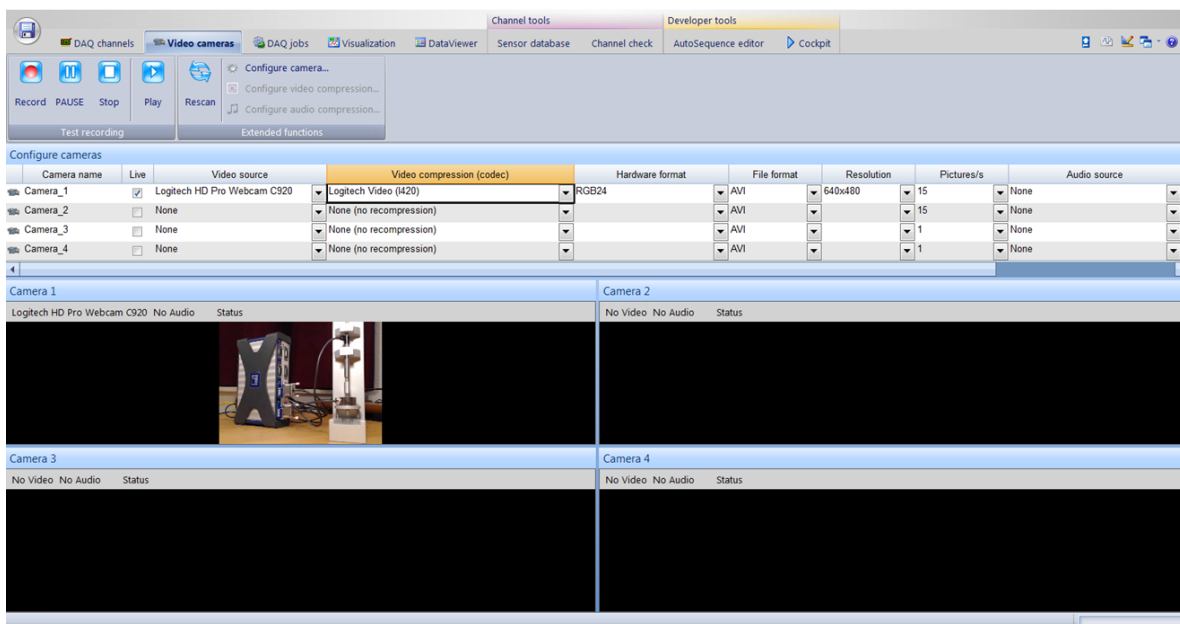 Channel tools Developer tools
DAQ channels Video cameras DAQ jobs Visualization DataViewer Sensor database Channel check AutoSequence editor Cockpit
Configure camera...
Configure video compression...
Record PAUSE Stop Play Rescan Configure audio compression...
Test recording Extended functions
Configure cameras
Camera name Live Video source Video compression (codec) Hardware format File format Resolution Pictures/s Audio source
Camera_1 Logitech HD Pro Webcam C920 Logitech Video (I420) RGB24 AVI 640x480 15 None
Camera_2 None None (no recompression) AVI 15 None
Camera_3 None None (no recompression) AVI 1 None
Camera_4 None None (no recompression) AVI 1 None
Camera 1 Camera 2
Logitech HD Pro Webcam C920 No Audio Status No Video No Audio Status
Camera 3 Camera 4
No Video No Audio Status No Video No Audio Status